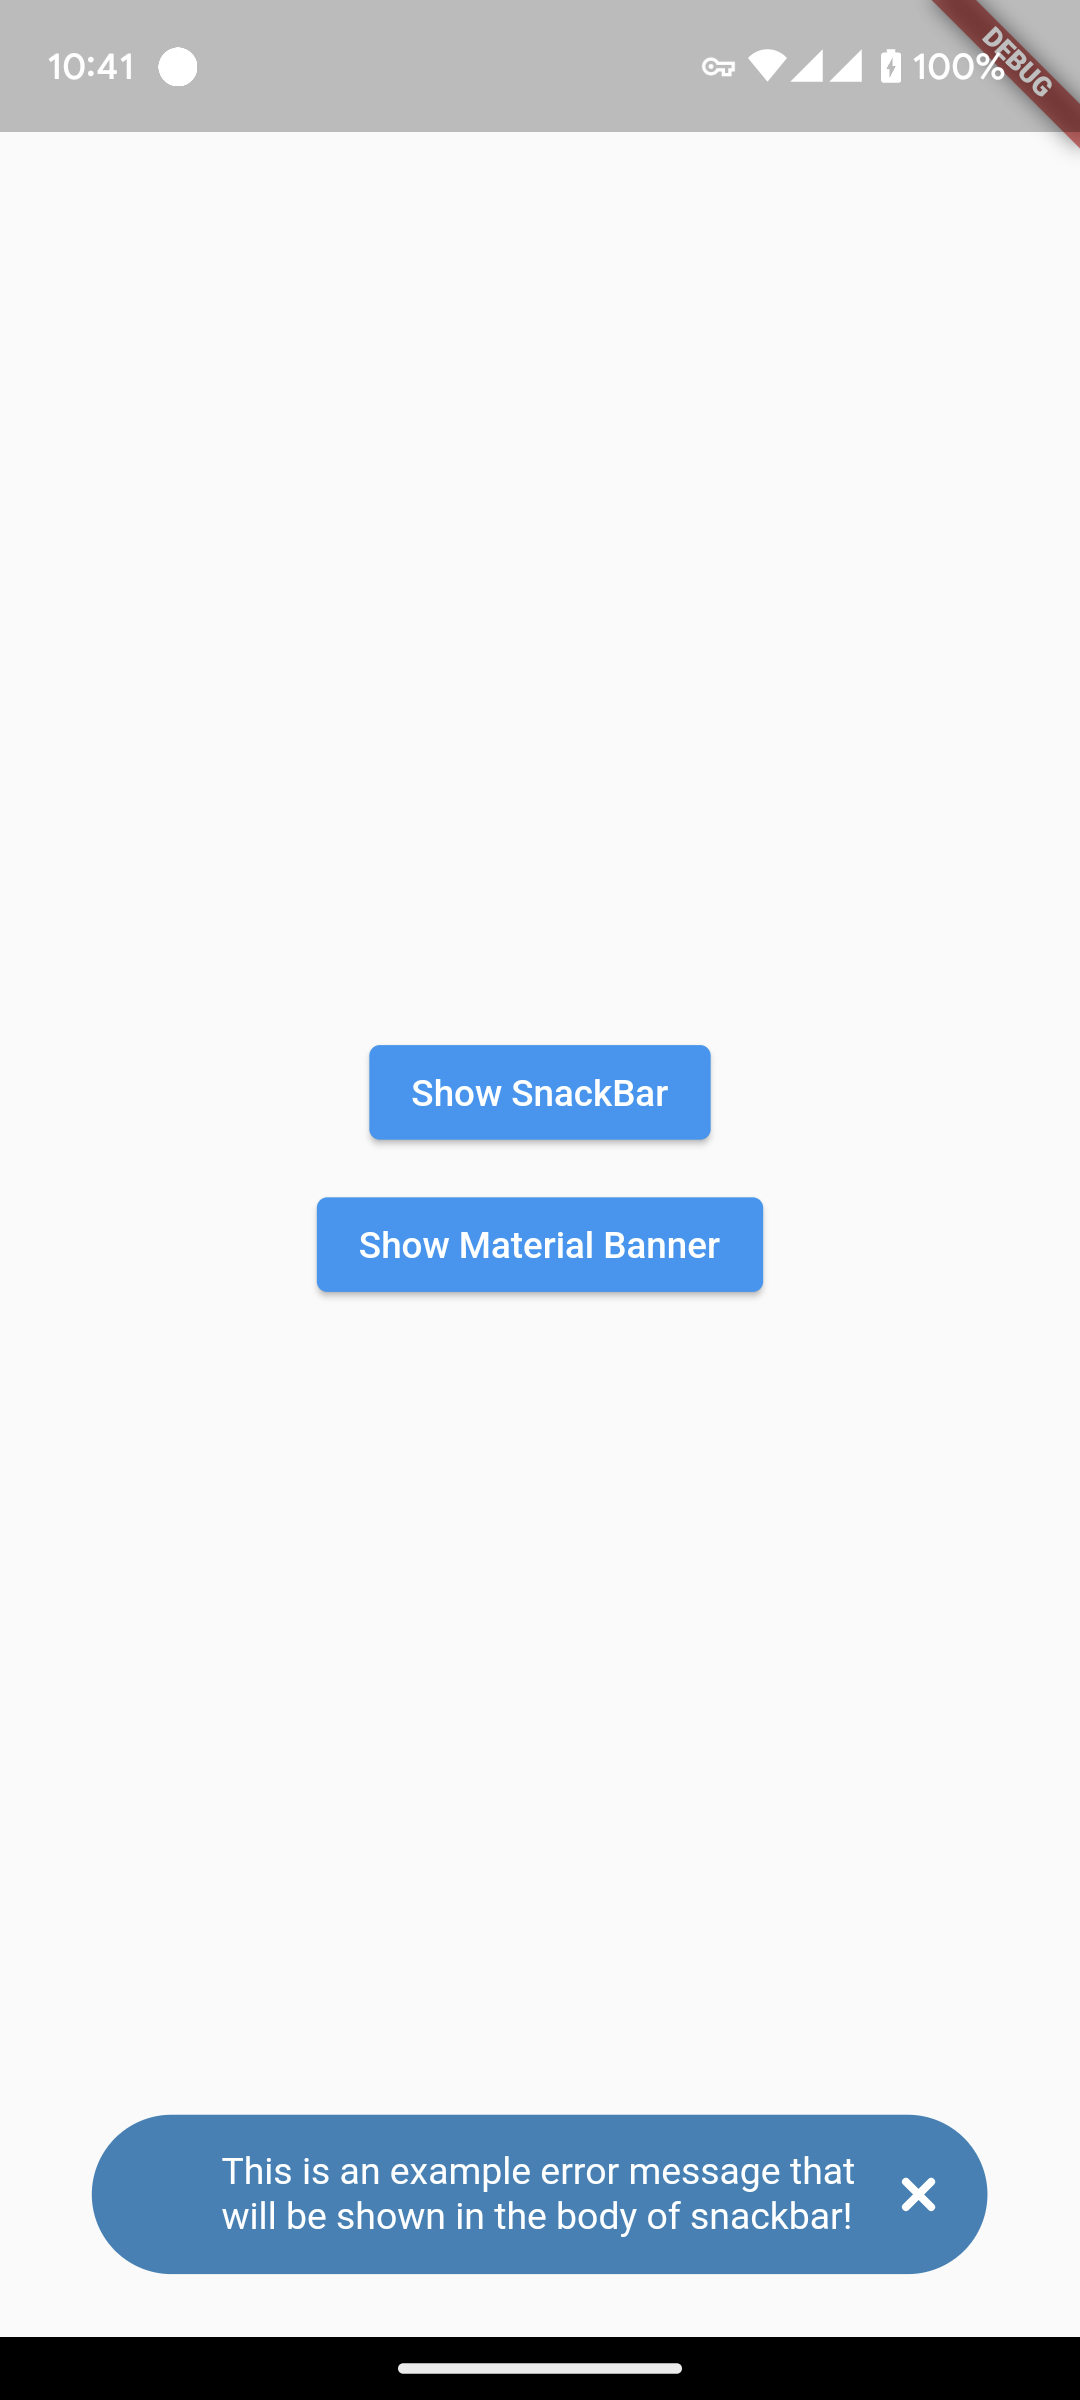 10:41
100%
DEBUG
Show SnackBar
Show Material Banner
This is an example error message that
will be shown in the body of snackbar!